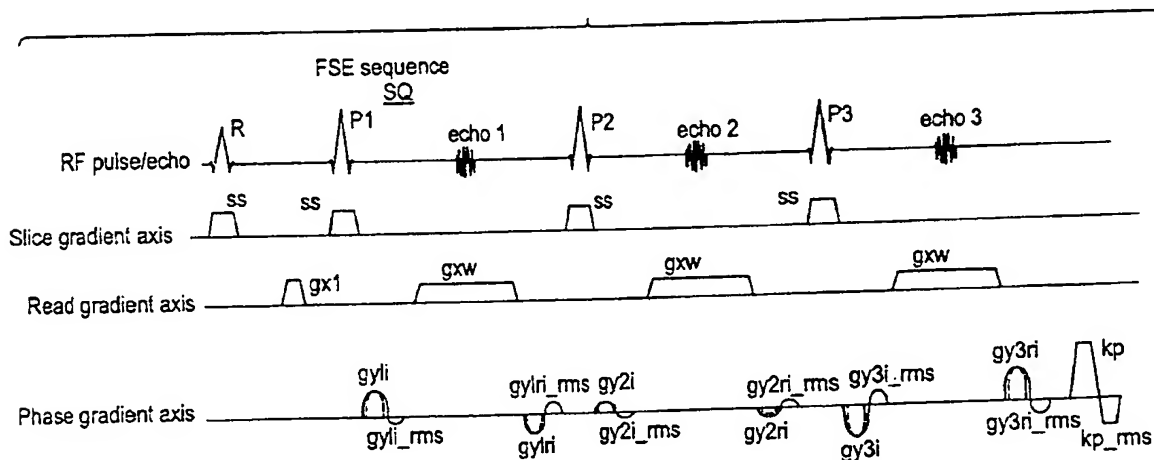 FSE sequence
SQ
RF pulse/echo
R
P1
echo 1
P2
echo 2
P3
echo 3
Slice gradient axis
ss
ss
ss
ss
Read gradient axis
gx1
gxw
gxw
gxw
Phase gradient axis
gyli
gyli_rms
gylri
gylri_rms
gy2i
gy2i_rms
gy2ri
gy2ri_rms
gy3i
gy3i_rms
gy3ri
gy3ri_rms
kp
kp_rms